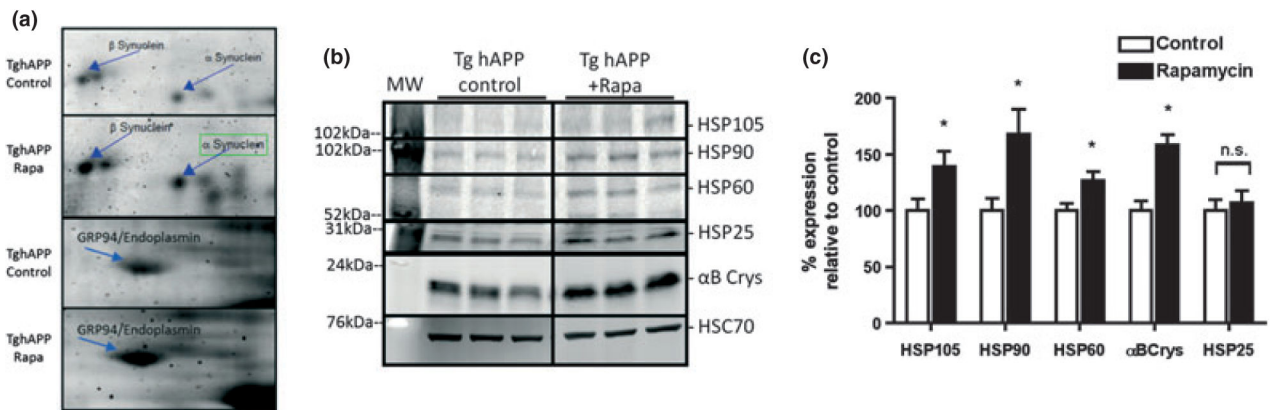 (a)
TghAPP
Control
β Synuolein
α Synuclein
TghAPP
Rapa
β Synuclein
α Synuclein
TghAPP
Control
GRP94/Endoplasmin
TghAPP
Rapa
GRP94/Endoplasmin
(b)
MW
Tg hAPP
control
Tg hAPP
+Rapa
102kDa--
102kDa--
52kDa--
31kDa--
24kDa--
76kDa--
HSP105
HSP90
HSP60
HSP25
αB Crys
HSC70
(c)
Control
Rapamycin
% expression
relative to control
200
150
100
150
0
*
*
*
*
n.s.
HSP105
HSP90
HSP60
αBCrys
HSP25